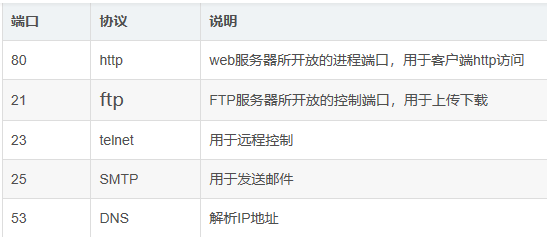 端口 协议 说明
80 http web服务器所开放的进程端口，用于客户端http访问
21 ftp FTP服务器所开放的控制端口，用于上传下载
23 telnet 用于远程控制
25 SMTP 用于发送邮件
53 DNS 解析IP地址